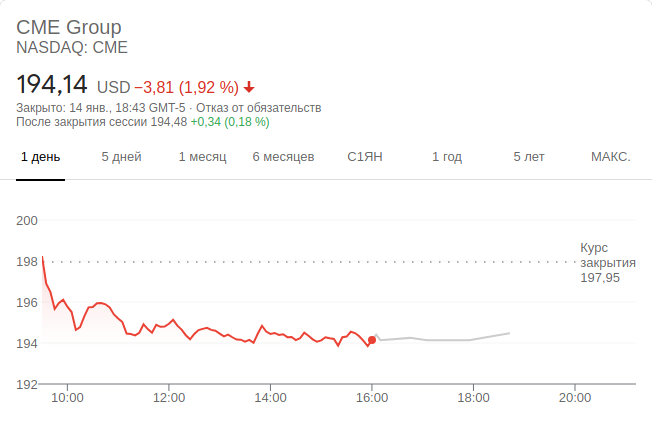 CME Group
NASDAQ: CME
194,14 USD −3,81 (1,92 %)
Закрыто: 14 янв., 18:43 GMT-5 · Отказ от обязательств
После закрытия сессии 194,48 +0,34 (0,18 %)
1 день 5 дней 1 месяц 6 месяцев С1ЯН 1 год 5 лет МАКС.
200
198
196
194
192
Курс
закрытия
197,95
10:00 12:00 14:00 16:00 18:00 20:00